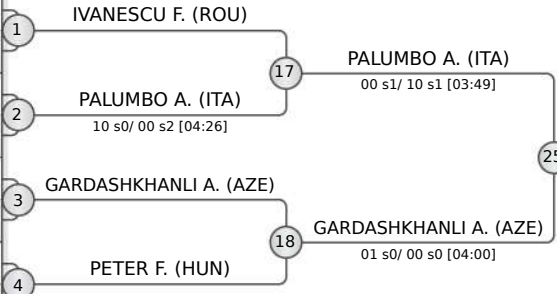 IVANESCU F. (ROU)
1
17
PALUMBO A. (ITA)
00 s1/ 10 s1 [03:49]
PALUMBO A. (ITA)
2
10 s0/ 00 s2 [04:26]
25
GARDASHKHANLI A. (AZE)
3
18
GARDASHKHANLI A. (AZE)
01 s0/ 00 s0 [04:00]
PETER F. (HUN)
4